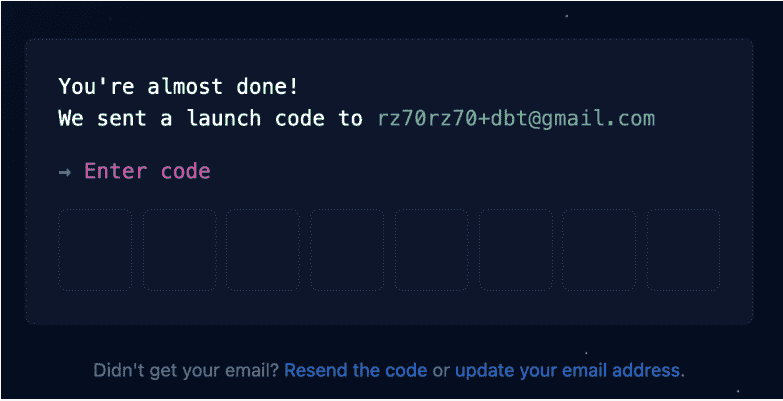 You're almost done!
We sent a launch code to rz70rz70+dbt@gmail.com
→ Enter code
Didn't get your email? Resend the code or update your email address.